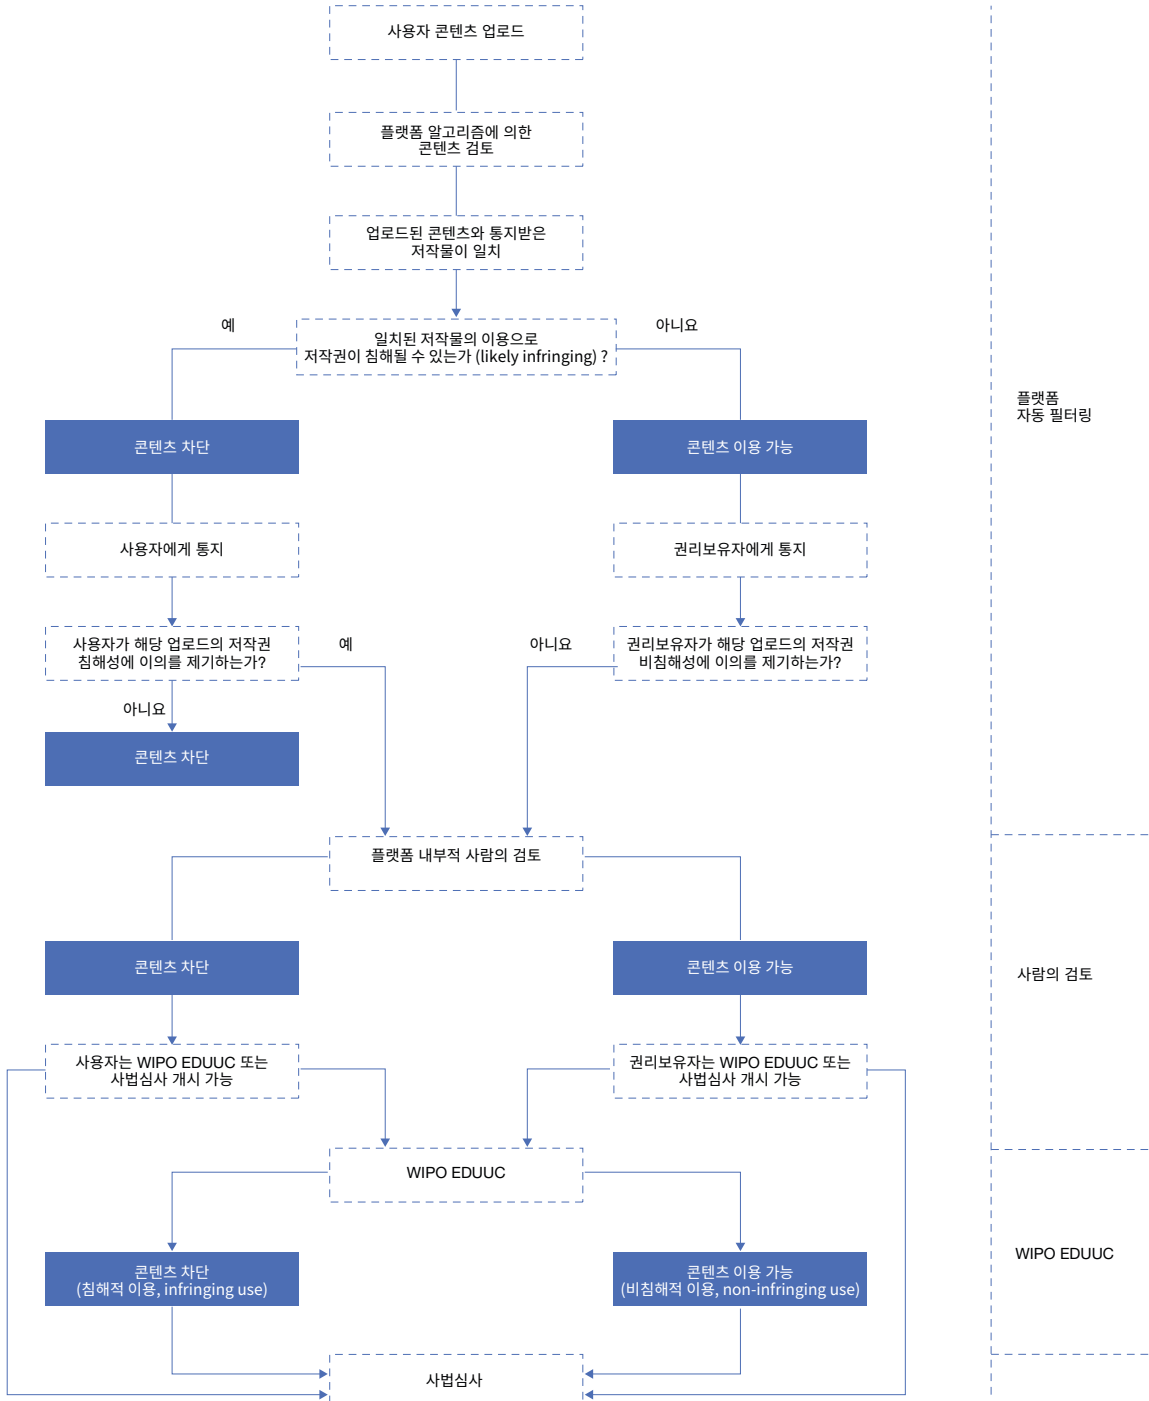 사용자 콘텐츠 업로드
플랫폼 알고리즘에 의한
콘텐츠 검토
업로드된 콘텐츠와 통지받은
저작물이 일치
예
아니요
일치된 저작물의 이용으로
저작권이 침해될 수 있는가 (likely infringing) ?
플랫폼
자동 필터링
콘텐츠 차단
콘텐츠 이용 가능
사용자에게 통지
권리보유자에게 통지
사용자가 해당 업로드의 저작권
침해성에 이의를 제기하는가?
예
아니요
권리보유자가 해당 업로드의 저작권
비침해성에 이의를 제기하는가?
아니요
콘텐츠 차단
플랫폼 내부적 사람의 검토
콘텐츠 차단
콘텐츠 이용 가능
사람의 검토
사용자는 WIPO EDUUC 또는
사법심사 개시 가능
권리보유자는 WIPO EDUUC 또는
사법심사 개시 가능
WIPO EDUUC
WIPO EDUUC
콘텐츠 차단
(침해적 이용, infringing use)
콘텐츠 이용 가능
(비침해적 이용, non-infringing use)
사법심사